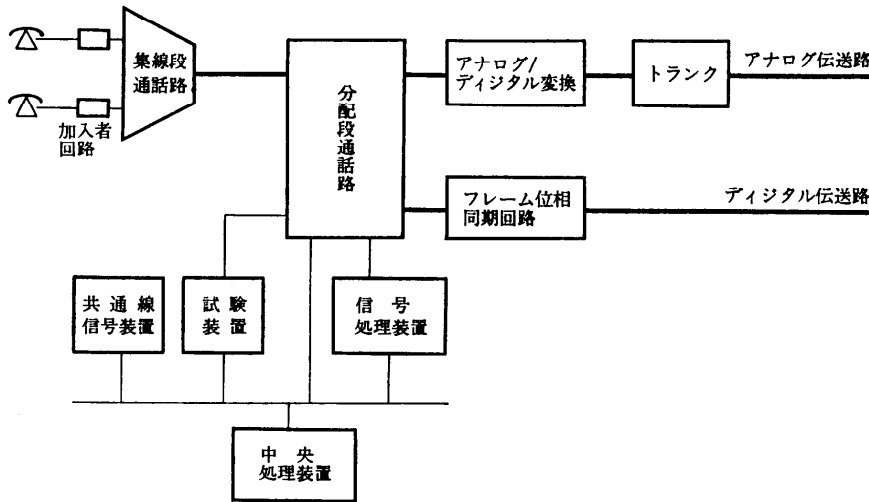 集線段
通話路
加入者
回路
分配段通話路
アナログ/
ディジタル変換
トランク
アナログ伝送路
フレーム位相
同期回路
ディジタル伝送路
共通線
信号装置
試験
装置
信号
処理装置
中央
処理装置